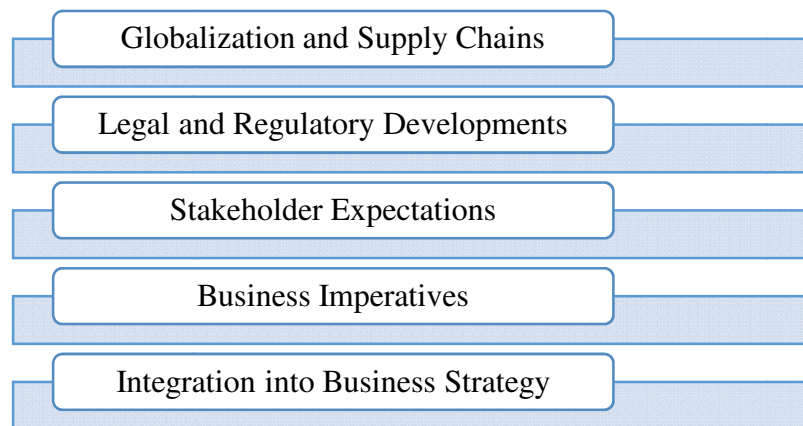 Globalization and Supply Chains
Legal and Regulatory Developments
Stakeholder Expectations
Business Imperatives
Integration into Business Strategy